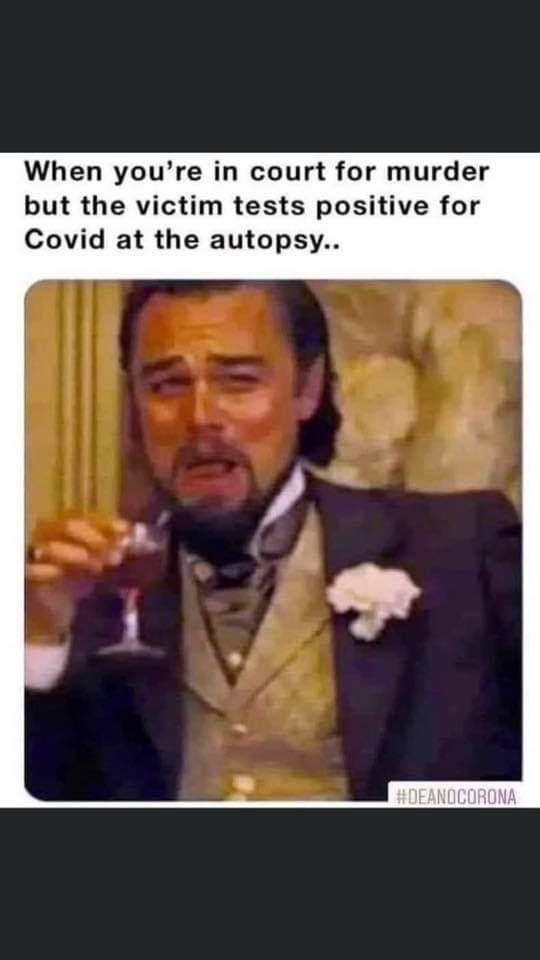 When you're in court for murder
but the victim tests positive for
Covid at the autopsy..
#DEANOCORONA